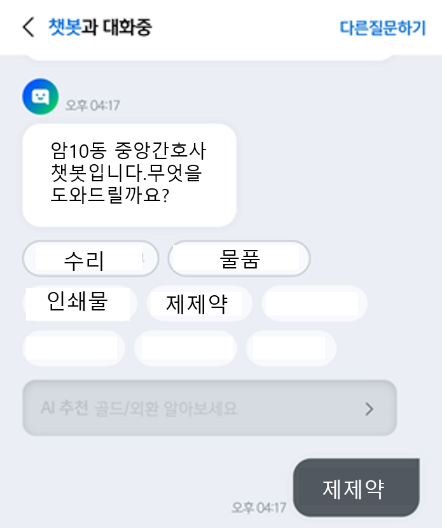 챗봇과 대화중
다른질문하기
오후 04:17
암10동 중앙간호사
챗봇입니다.무엇을
도와드릴까요?
수리
물품
인쇄물
제제약
AI 추천 골드/외환 알아보세요
오후 04:17
제제약